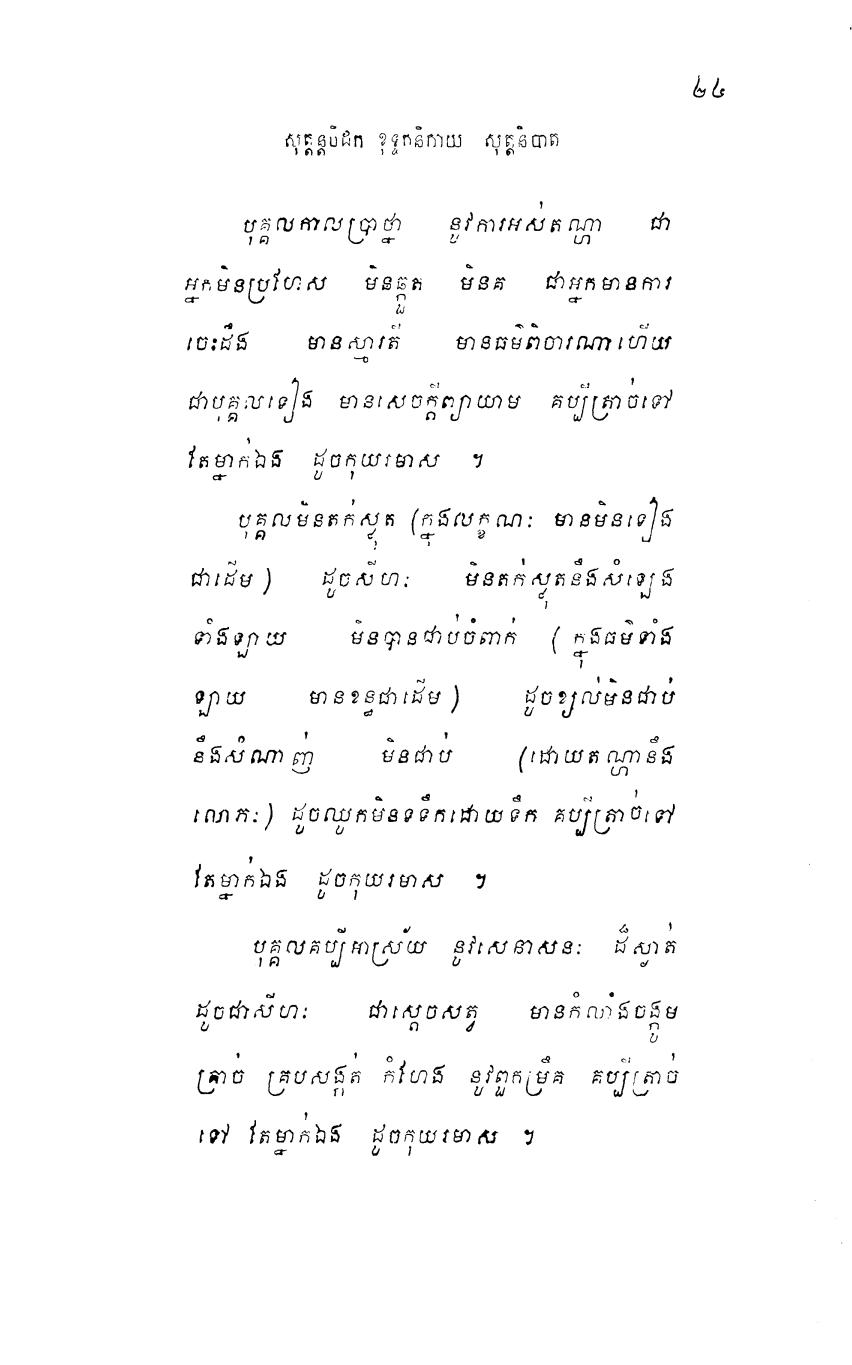 ២៤
សុត្តន្តបិដក ខុទ្ទកនិកាយ សុត្តនិបាត
បុគ្គលកាលប្រាថ្នា នូវការអស់តណ្ហា ជា
អ្នកមិនប្រហែស មិនឆ្កួត មិនគ ជាអ្នកមានការ
ចេះដឹង មានស្មារតី មានធម៌ពិចារណាហើយ
ជាបុគ្គលទៀង មានសេចក្តីព្យាយាម គប្បីត្រាច់ទៅ
តែម្នាក់ឯង ដូចកុយរមាស ។
បុគ្គលមិនតក់ស្លុត (ក្នុងលក្ខណៈ មានមិនទៀង
ជាដើម) ដូចសីហៈ មិនតក់ស្លុតនឹងសំឡេង
ទាំងឡាយ មិនបានជាប់ចំពាក់ (ក្នុងធម៌ទាំង
ឡាយ មានខន្ធជាដើម) ដូចខ្យល់មិនជាប់
នឹងសំណាញ់ មិនជាប់ (ដោយតណ្ហានឹង
លោភៈ) ដូចឈូកមិនទទឹកដោយទឹក គប្បីត្រាច់ទៅ
តែម្នាក់ឯង ដូចកុយរមាស ។
បុគ្គលគប្បីអាស្រ័យ នូវសេនាសនៈ ដ៏ស្ងាត់
ដូចជាសីហៈ ជាស្តេចសត្វ មានកំលាំងចង្កូម
ត្រាច់ គ្របសង្កត់ កំហែង នូវពួកម្រឹគ គប្បីត្រាច់
ទៅ តែម្នាក់ឯង ដូចកុយរមាស ។